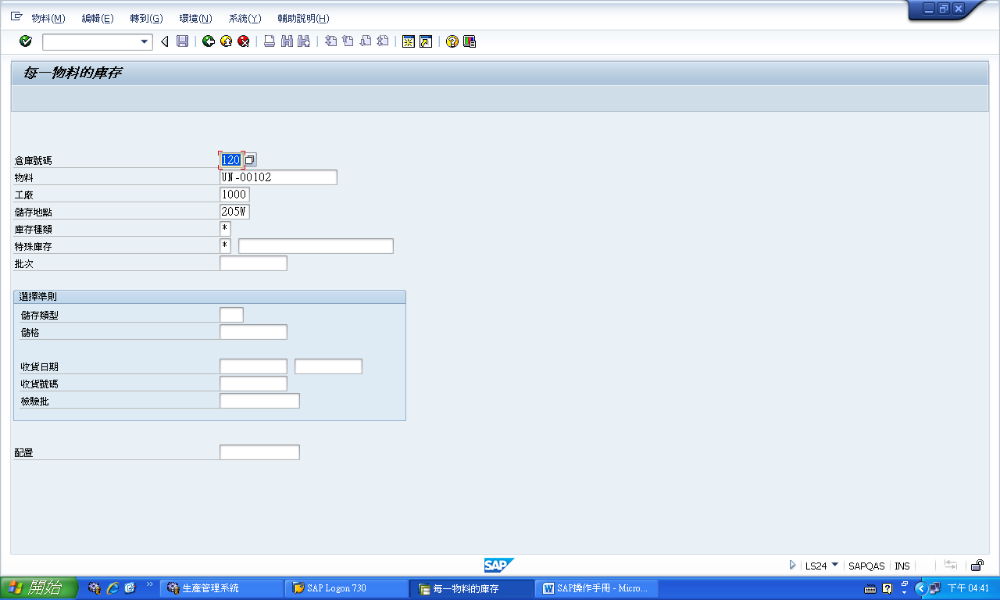 物料(M) 編輯(E) 轉到(G) 環境(N) 系統(Y) 輔助說明(H)
每一物料的庫存
倉庫號碼 120
物料 UN-00102
工廠 1000
儲存地點 205W
庫存種類 *
特殊庫存 *
批次
選擇準則
儲存類型
儲格
收貨日期
收貨號碼
檢驗批
配置
SAP
LS24 SAPQAS INS
開始 生產管理系統 SAP Logon 730 每一物料的庫存 SAP操作手冊 - Micro... 下午 04:41